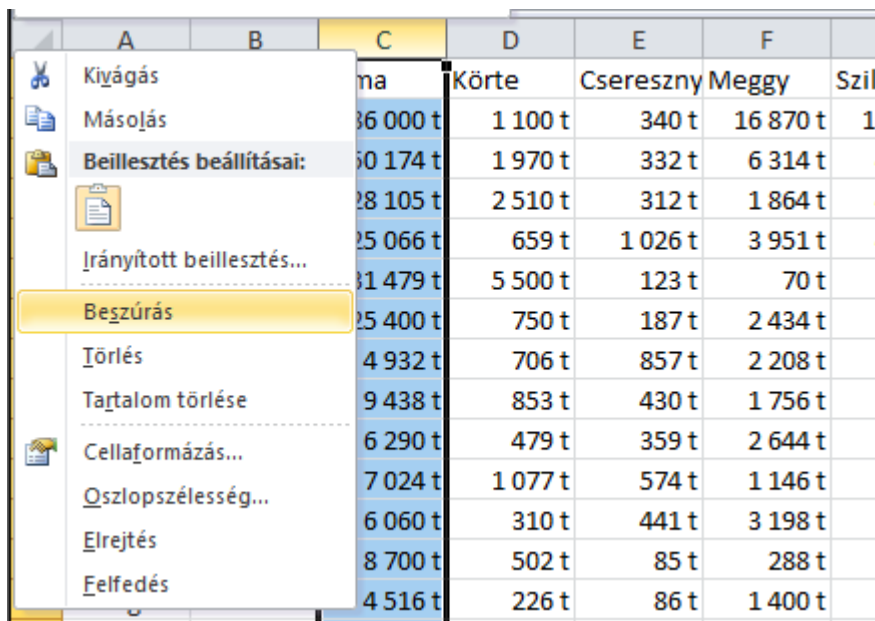 A B C D E F
ma Körte Csereszny Meggy Szil
36 000 t 1 100 t 340 t 16 870 t 1
50 174 t 1 970 t 332 t 6 314 t
28 105 t 2 510 t 312 t 1 864 t
25 066 t 659 t 1 026 t 3 951 t
31 479 t 5 500 t 123 t 70 t
25 400 t 750 t 187 t 2 434 t
4 932 t 706 t 857 t 2 208 t
9 438 t 853 t 430 t 1 756 t
6 290 t 479 t 359 t 2 644 t
7 024 t 1 077 t 574 t 1 146 t
6 060 t 310 t 441 t 3 198 t
8 700 t 502 t 85 t 288 t
4 516 t 226 t 86 t 1 400 t
Kivágás
Másolás
Beillesztés beállításai:
Irányított beillesztés...
Beszúrás
Törlés
Tartalom törlése
Cellaformázás...
Oszlopszélesség...
Elrejtés
Felfedés